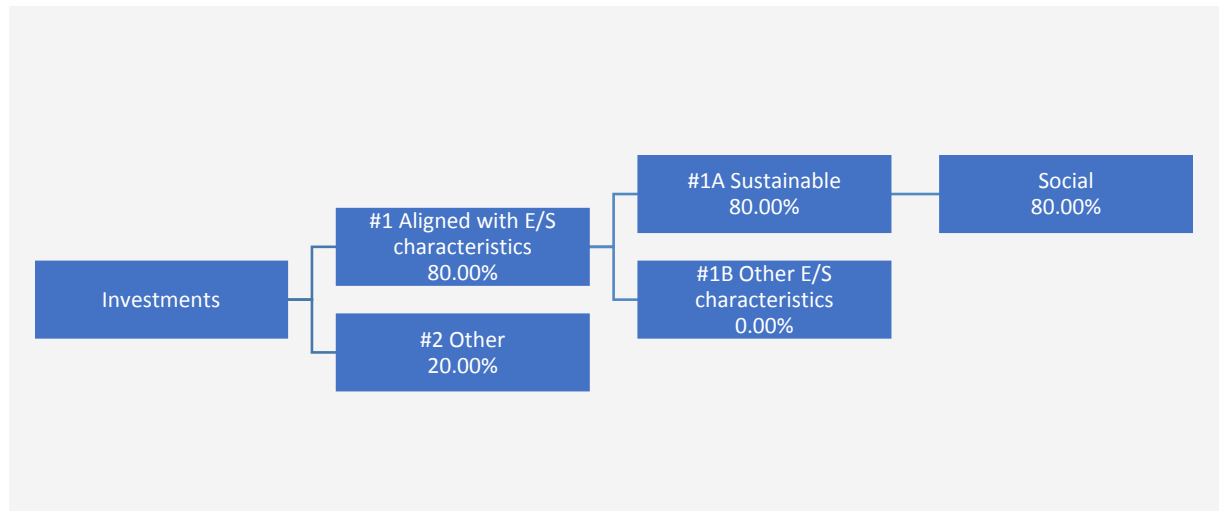 Investments
#1 Aligned with E/S
characteristics
80.00%
#2 Other
20.00%
#1A Sustainable
80.00%
#1B Other E/S
characteristics
0.00%
Social
80.00%